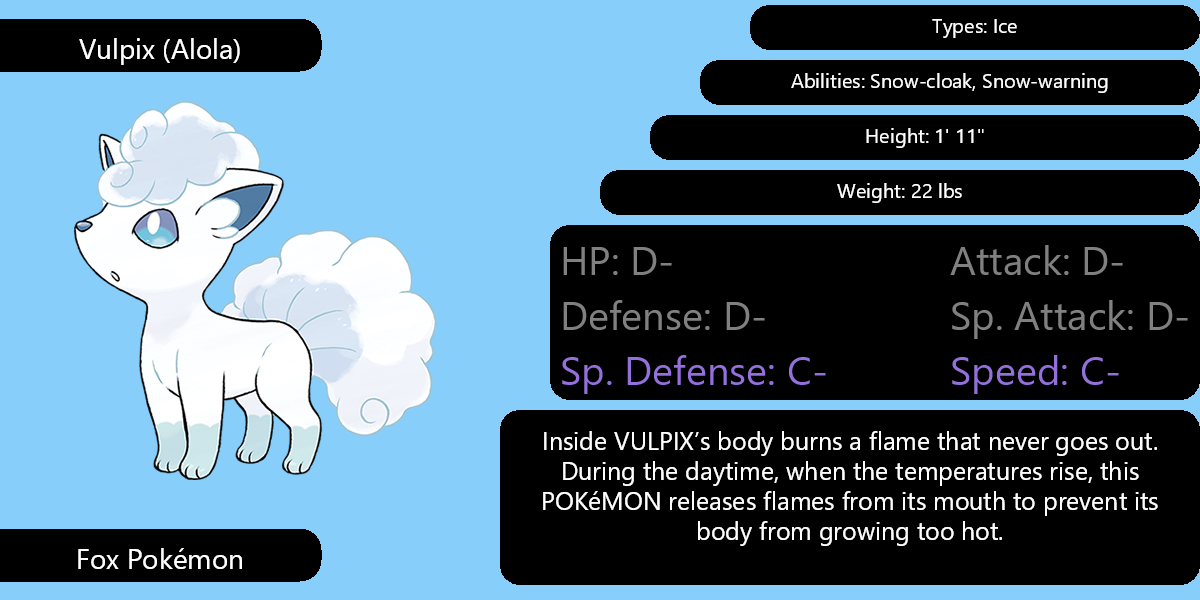 Vulpix (Alola)
Types: Ice
Abilities: Snow-cloak, Snow-warning
Height: 1' 11"
Weight: 22 lbs
HP: D-
Attack: D-
Defense: D-
Sp. Attack: D-
Sp. Defense: C-
Speed: C-
Inside VULPIX’s body burns a flame that never goes out.
During the daytime, when the temperatures rise, this
POKéMON releases flames from its mouth to prevent its
body from growing too hot.
Fox Pokémon